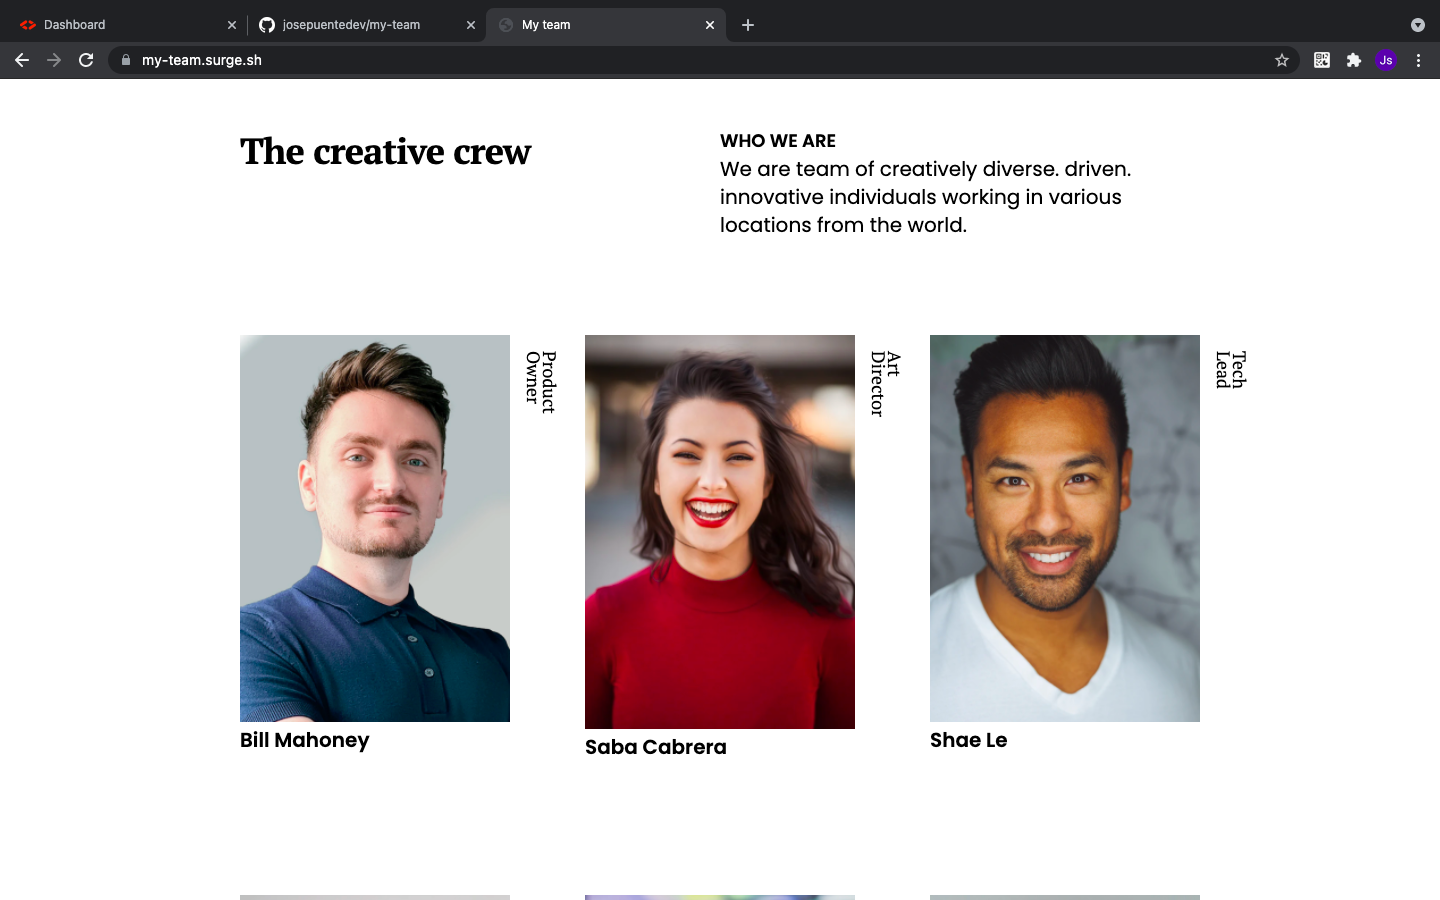 Dashboard
josepuentedev/my-team
My team
my-team.surge.sh
Js
The creative crew
WHO WE ARE
We are team of creatively diverse. driven.
innovative individuals working in various
locations from the world.
Product
Owner
Art
Director
Tech
Lead
Bill Mahoney
Saba Cabrera
Shae Le